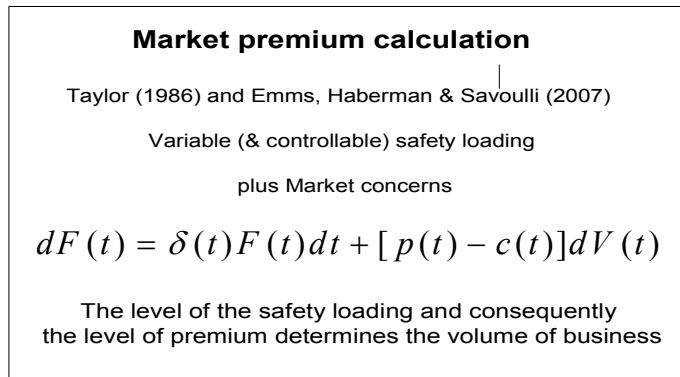 Market premium calculation
Taylor (1986) and Emms, Haberman & Savoulli (2007)
Variable (& controllable) safety loading
plus Market concerns
dF(t) = δ(t)F(t)dt + [p(t) − c(t)]dV(t)
The level of the safety loading and consequently
the level of premium determines the volume of business